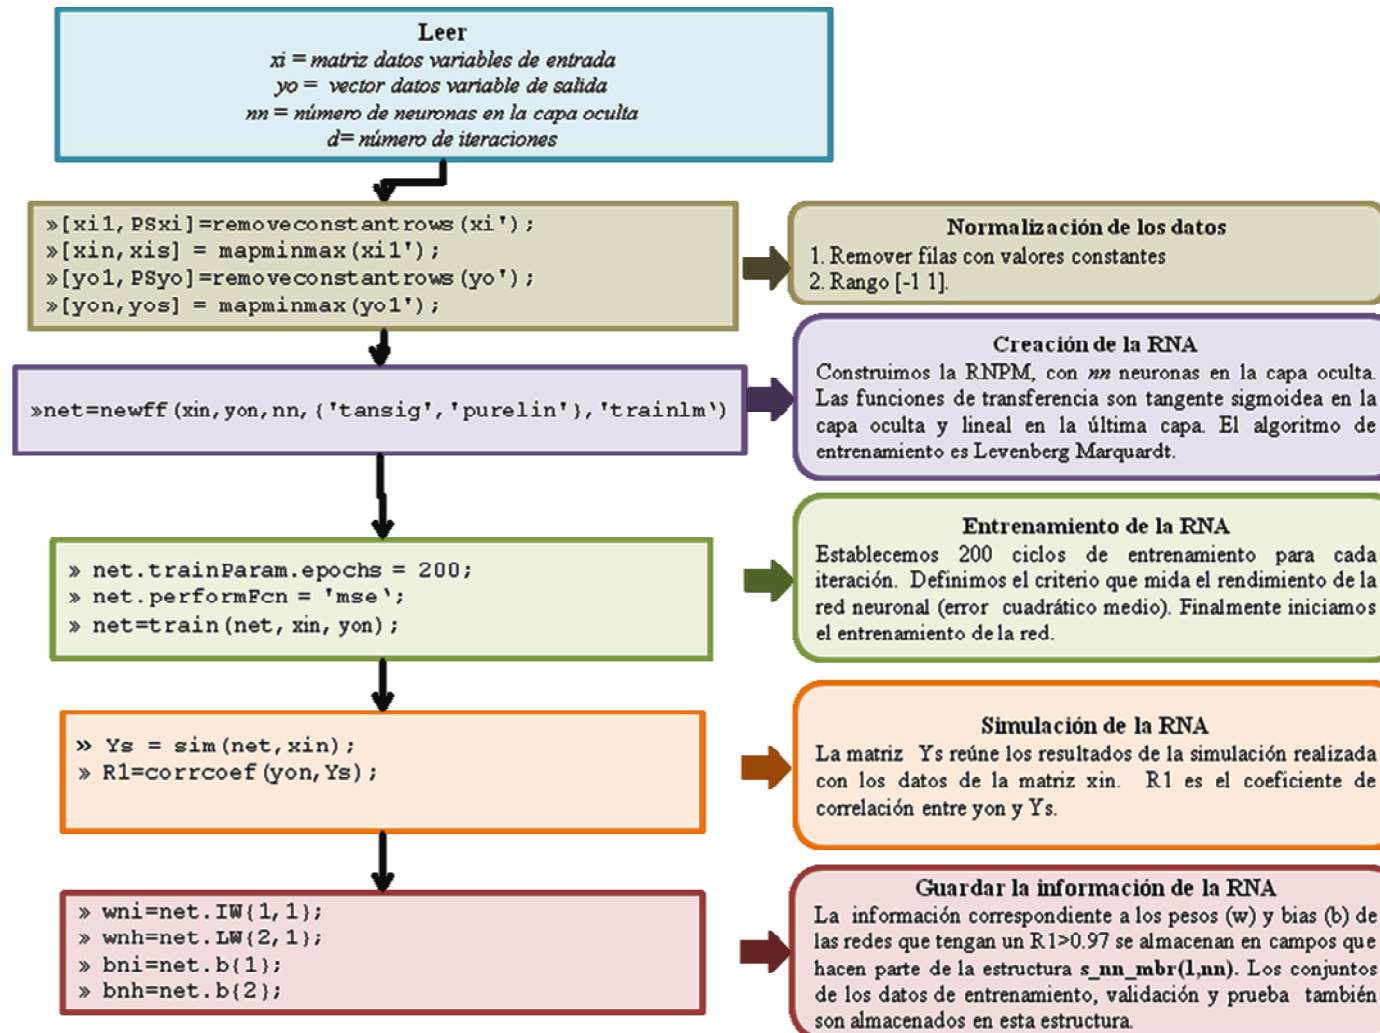 Leer
xi = matriz datos variables de entrada
yo = vector datos variable de salida
nn = número de neuronas en la capa oculta
d= número de iteraciones
»[xi1,PSxi]=removeconstantrows(xi');
»[xin,xis] = mapminmax(xi1');
»[yo1,PSyo]=removeconstantrows(yo');
»[yon,yos] = mapminmax(yo1');
Normalización de los datos
1. Remover filas con valores constantes
2. Rango [-1 1].
»net=newff(xin,yon,nn,{'tansig','purelin'},'trainlm‛)
Creación de la RNA
Construimos la RNPM, con nn neuronas en la capa oculta.
Las funciones de transferencia son tangente sigmoidea en la
capa oculta y lineal en la última capa. El algoritmo de
entrenamiento es Levenberg Marquardt.
» net.trainParam.epochs = 200;
» net.performFcn = 'mse‛;
» net=train(net,xin,yon);
Entrenamiento de la RNA
Establecemos 200 ciclos de entrenamiento para cada
iteración. Definimos el criterio que mida el rendimiento de la
red neuronal (error cuadrático medio). Finalmente iniciamos
el entrenamiento de la red.
» Ys = sim(net,xin);
» R1=corrcoef(yon,Ys);
Simulación de la RNA
La matriz Ys reúne los resultados de la simulación realizada
con los datos de la matriz xin. R1 es el coeficiente de
correlación entre yon y Ys.
» wni=net.IW{1,1};
» wnh=net.LW{2,1};
» bni=net.b{1};
» bnh=net.b{2};
Guardar la información de la RNA
La información correspondiente a los pesos (w) y bias (b) de
las redes que tengan un R1>0.97 se almacenan en campos que
hacen parte de la estructura s_nn_mbr(1,nn). Los conjuntos
de los datos de entrenamiento, validación y prueba también
son almacenados en esta estructura.